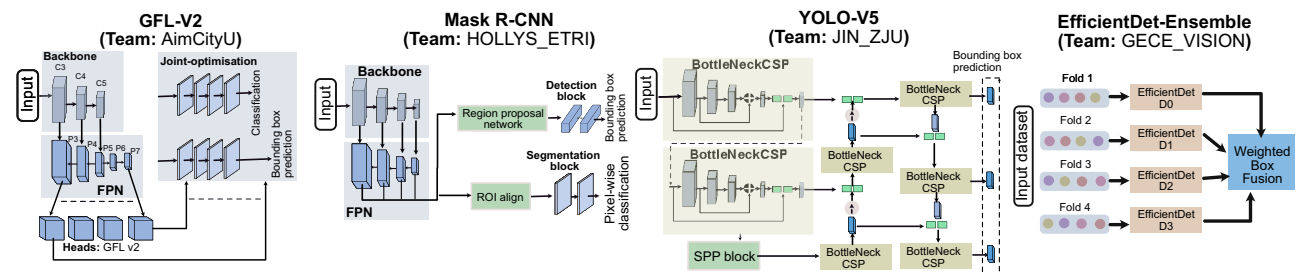 GFL-V2
(Team: AimCityU)
Backbone
C3
C4
C5
Input
P3
P4
P5
P6
P7
FPN
Heads: GFL v2
Joint-optimisation
Classification
Bounding box
prediction
Mask R-CNN
(Team: HOLLYS_ETRI)
Input
Backbone
FPN
Region proposal
network
ROI align
Detection
block
Bounding box
prediction
Segmentation
block
Pixel-wise
classification
YOLO-V5
(Team: JIN_ZJU)
Input
BottleNeckCSP
BottleNeckCSP
SPP block
BottleNeck
CSP
BottleNeck
CSP
BottleNeck
CSP
BottleNeck
CSP
BottleNeck
CSP
Bounding box
prediction
EfficientDet-Ensemble
(Team: GECE_VISION)
Input dataset
Fold 1
EfficientDet
D0
Fold 2
EfficientDet
D1
Fold 3
EfficientDet
D2
Fold 4
EfficientDet
D3
Weighted
Box
Fusion